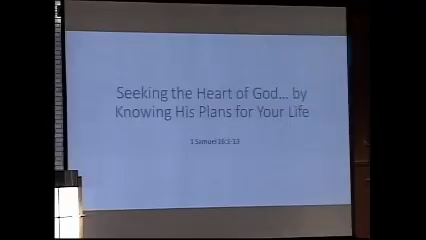 Seeking the Heart of God... by
Knowing His Plans for Your Life
1 Samuel 16:1-13